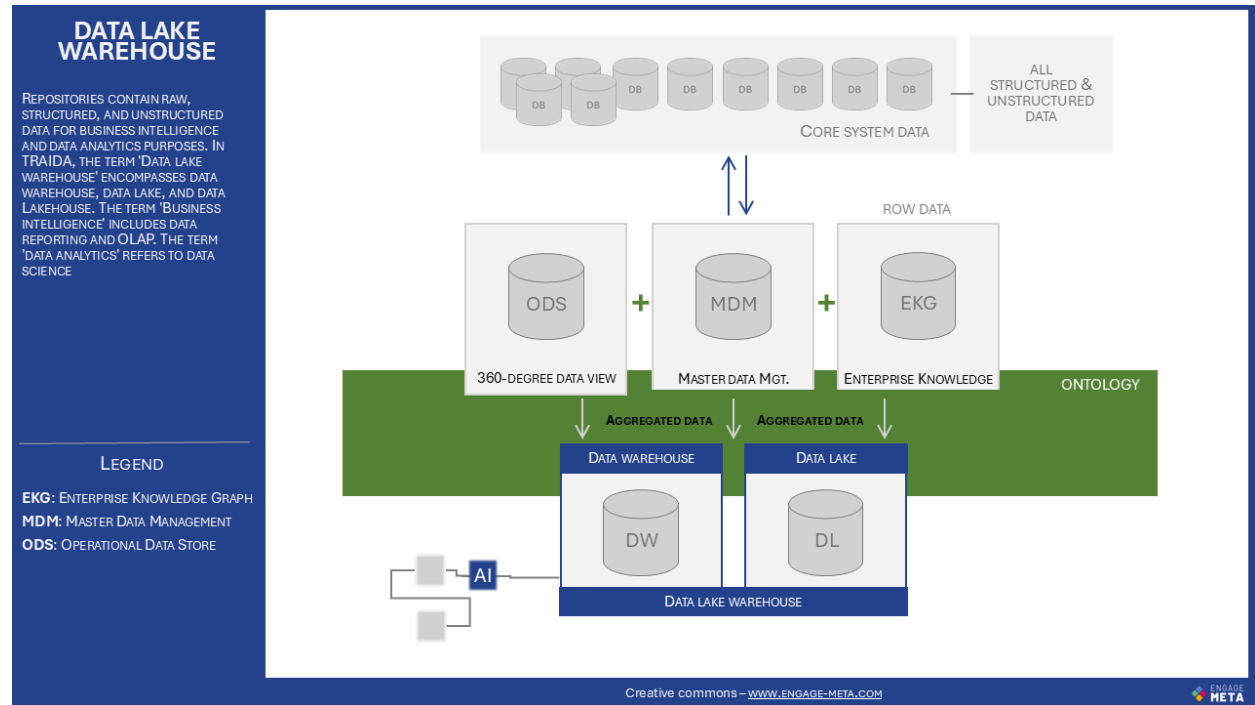 DATA LAKE
WAREHOUSE
REPOSITORIES CONTAIN RAW,
STRUCTURED, AND UNSTRUCTURED
DATA FOR BUSINESS INTELLIGENCE
AND DATA ANALYTICS PURPOSES. IN
TRAIDA, THE TERM 'DATA LAKE
WAREHOUSE' ENCOMPASSES DATA
WAREHOUSE, DATA LAKE, AND DATA
LAKEHOUSE. THE TERM 'BUSINESS
INTELLIGENCE' INCLUDES DATA
REPORTING AND OLAP. THE TERM
'DATA ANALYTICS' REFERS TO DATA
SCIENCE
LEGEND
EKG: ENTERPRISE KNOWLEDGE GRAPH
MDM: MASTER DATA MANAGEMENT
ODS: OPERATIONAL DATA STORE
DB DB DB DB DB DB
DB DB
CORE SYSTEM DATA
ALL
STRUCTURED &
UNSTRUCTURED
DATA
ROW DATA
ODS + MDM + EKG
360-DEGREE DATA VIEW
MASTER DATA MGT.
ENTERPRISE KNOWLEDGE
ONTOLOGY
AGGREGATED DATA
AGGREGATED DATA
DATA WAREHOUSE
DATA LAKE
DW
DL
AI
DATA LAKE WAREHOUSE
Creative commons – WWW.ENGAGE-META.COM
ENGAGE
META